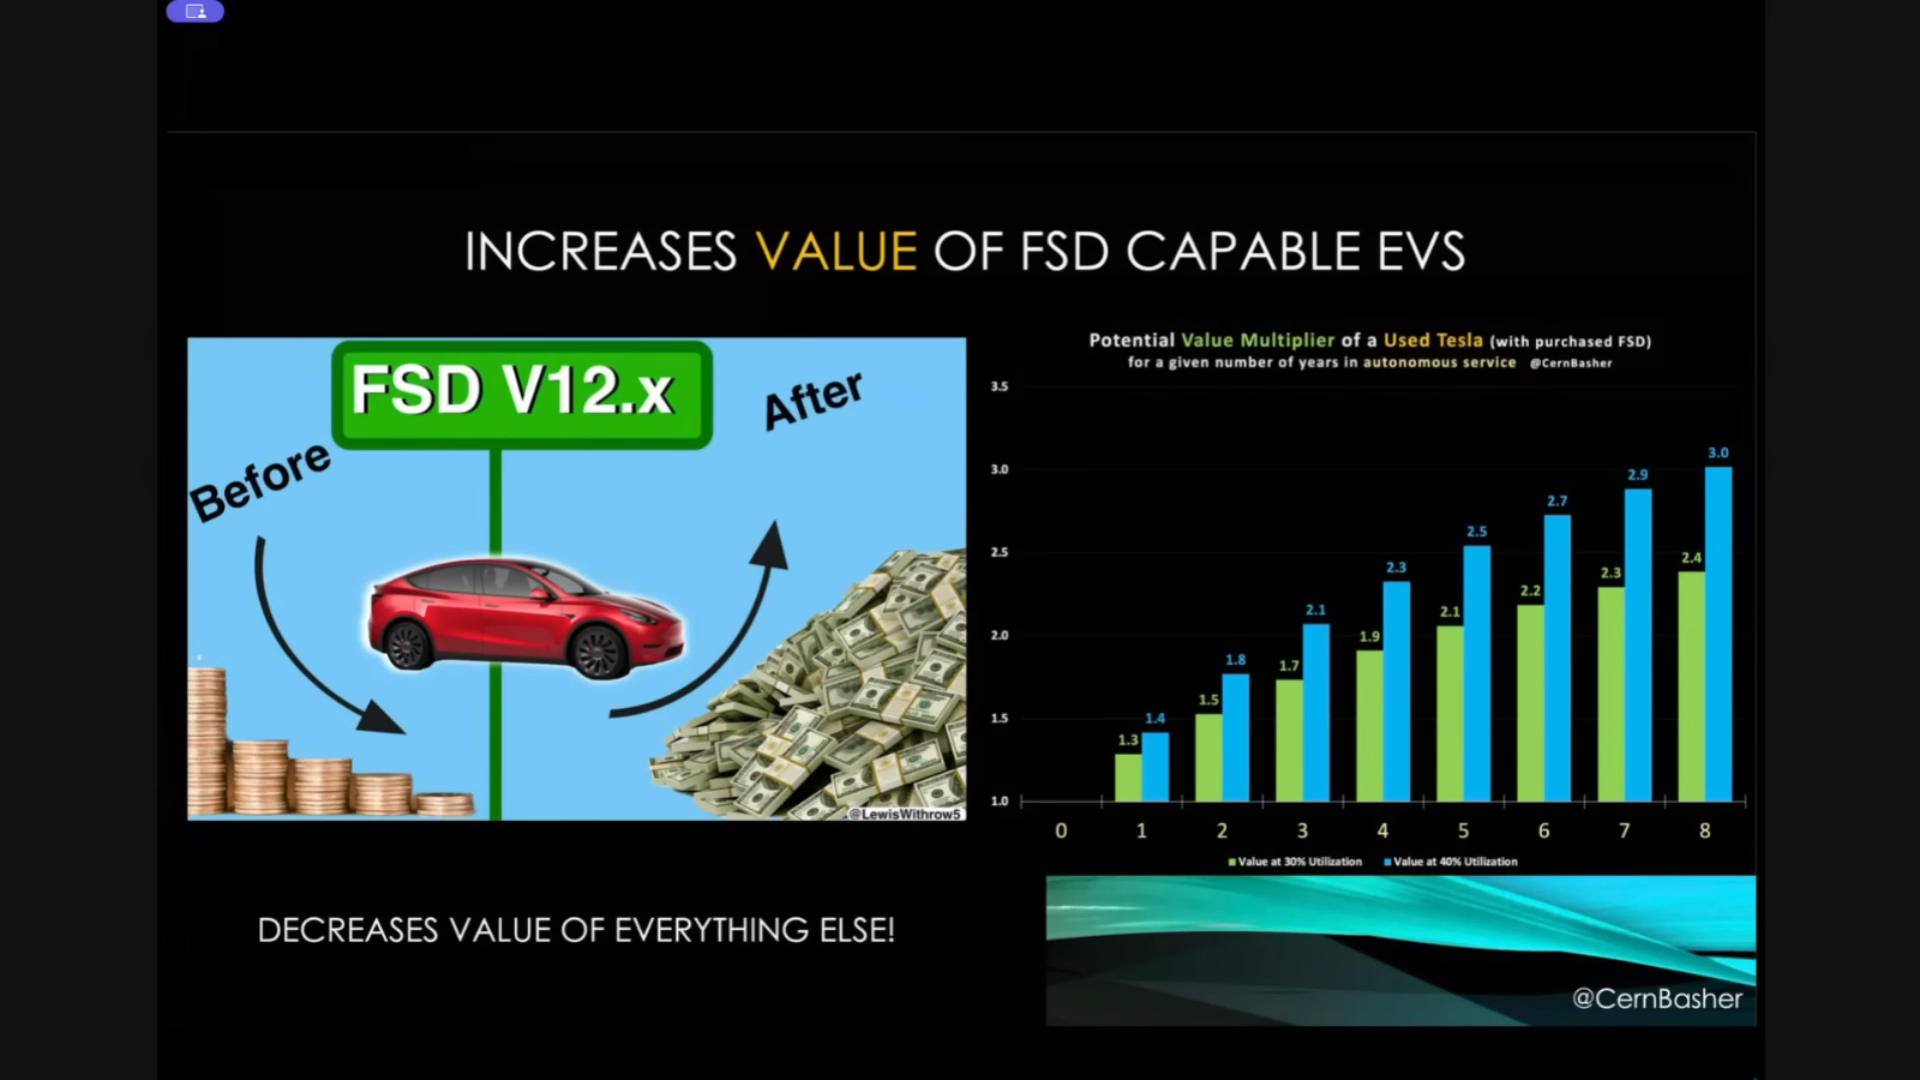 INCREASES VALUE OF FSD CAPABLE EVS
FSD V12.x
Before
After
@LewisWithrow5
DECREASES VALUE OF EVERYTHING ELSE!
Potential Value Multiplier of a Used Tesla (with purchased FSD)
for a given number of years in autonomous service @CernBasher
3.5
3.0
2.5
2.0
1.5
1.0
1.3
1.4
1.5
1.8
1.7
2.1
1.9
2.3
2.1
2.5
2.2
2.7
2.3
2.9
2.4
3.0
0 1 2 3 4 5 6 7 8
Value at 30% Utilization Value at 40% Utilization
@CernBasher